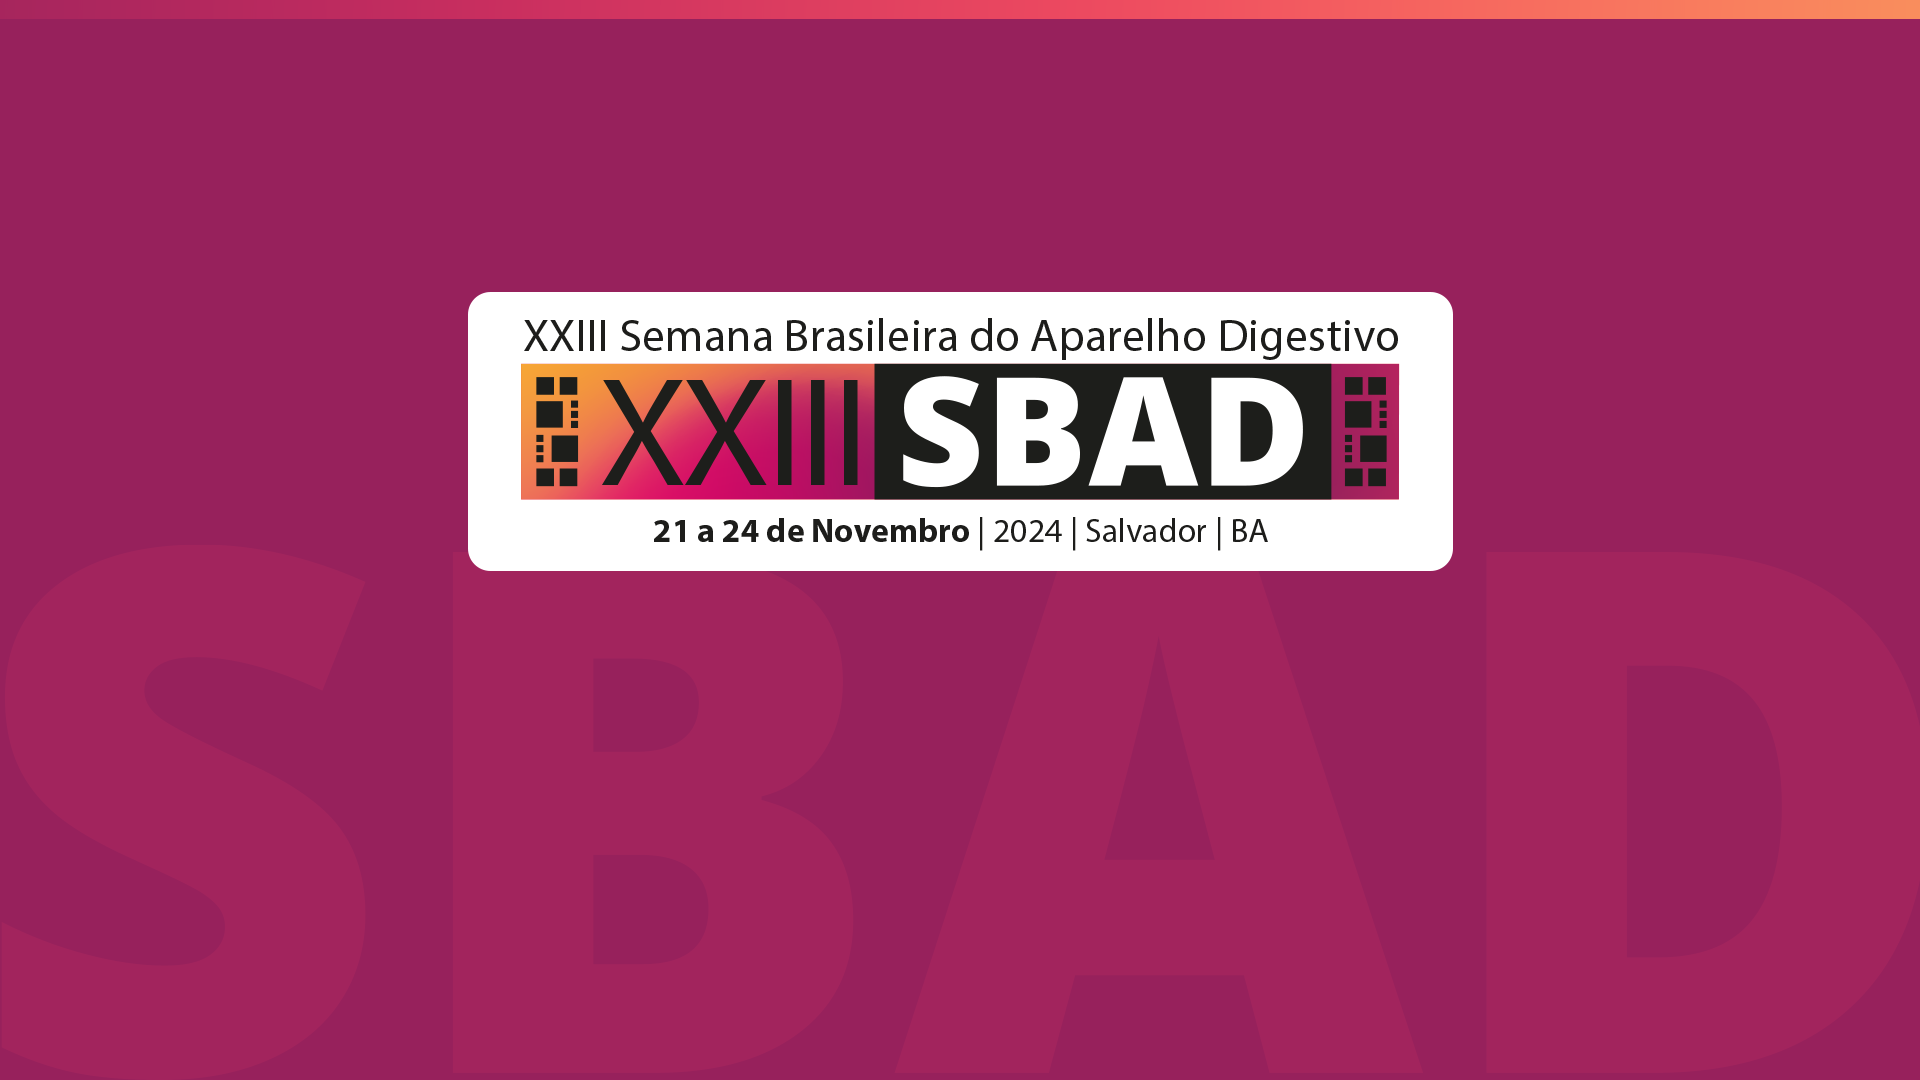 XXIII Semana Brasileira do Aparelho Digestivo
XXIII SBAD
21 a 24 de Novembro | 2024 | Salvador | BA
SBAD